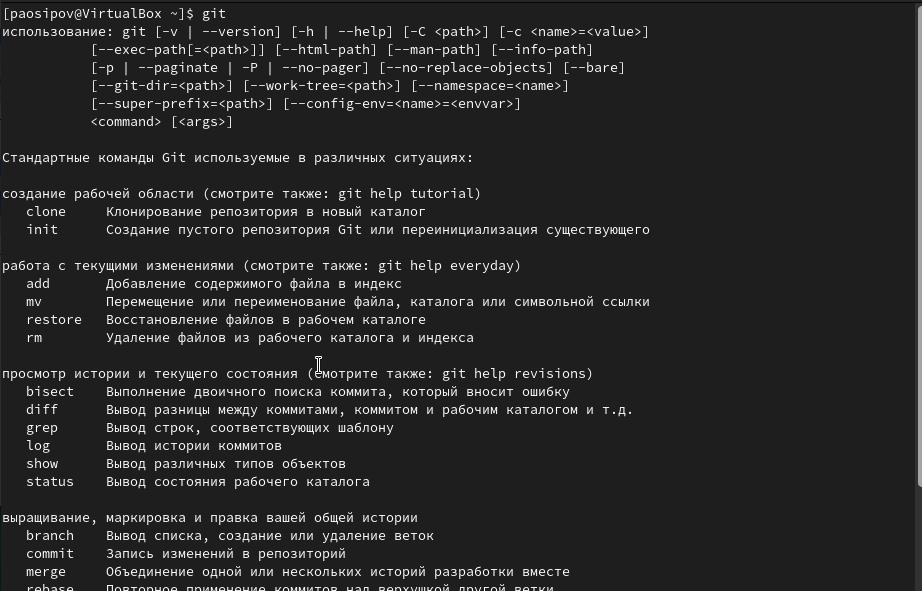 [paosipov@VirtualBox ~]$ git
использование: git [-v | --version] [-h | --help] [-C <path>] [-c <name>=<value>]
           [--exec-path[=<path>]] [--html-path] [--man-path] [--info-path]
           [-p | --paginate | -P | --no-pager] [--no-replace-objects] [--bare]
           [--git-dir=<path>] [--work-tree=<path>] [--namespace=<name>]
           [--super-prefix=<path>] [--config-env=<name>=<envvar>]
           <command> [<args>]

Стандартные команды Git используемые в различных ситуациях:

создание рабочей области (смотрите также: git help tutorial)
   clone     Клонирование репозитория в новый каталог
   init      Создание пустого репозитория Git или переинициализация существующего

работа с текущими изменениями (смотрите также: git help everyday)
   add       Добавление содержимого файла в индекс
   mv        Перемещение или переименование файла, каталога или символьной ссылки
   restore   Восстановление файлов в рабочем каталоге
   rm        Удаление файлов из рабочего каталога и индекса

просмотр истории и текущего состояния (смотрите также: git help revisions)
   bisect    Выполнение двоичного поиска коммита, который вносит ошибку
   diff      Вывод разницы между коммитами, коммитом и рабочим каталогом и т.д.
   grep      Вывод строк, соответствующих шаблону
   log       Вывод истории коммитов
   show      Вывод различных типов объектов
   status    Вывод состояния рабочего каталога

выращивание, маркировка и правка вашей общей истории
   branch    Вывод списка, создание или удаление веток
   commit    Запись изменений в репозиторий
   merge     Объединение одной или нескольких историй разработки вместе
   rebase    Повторное применение коммитов над верхушкой другой ветки